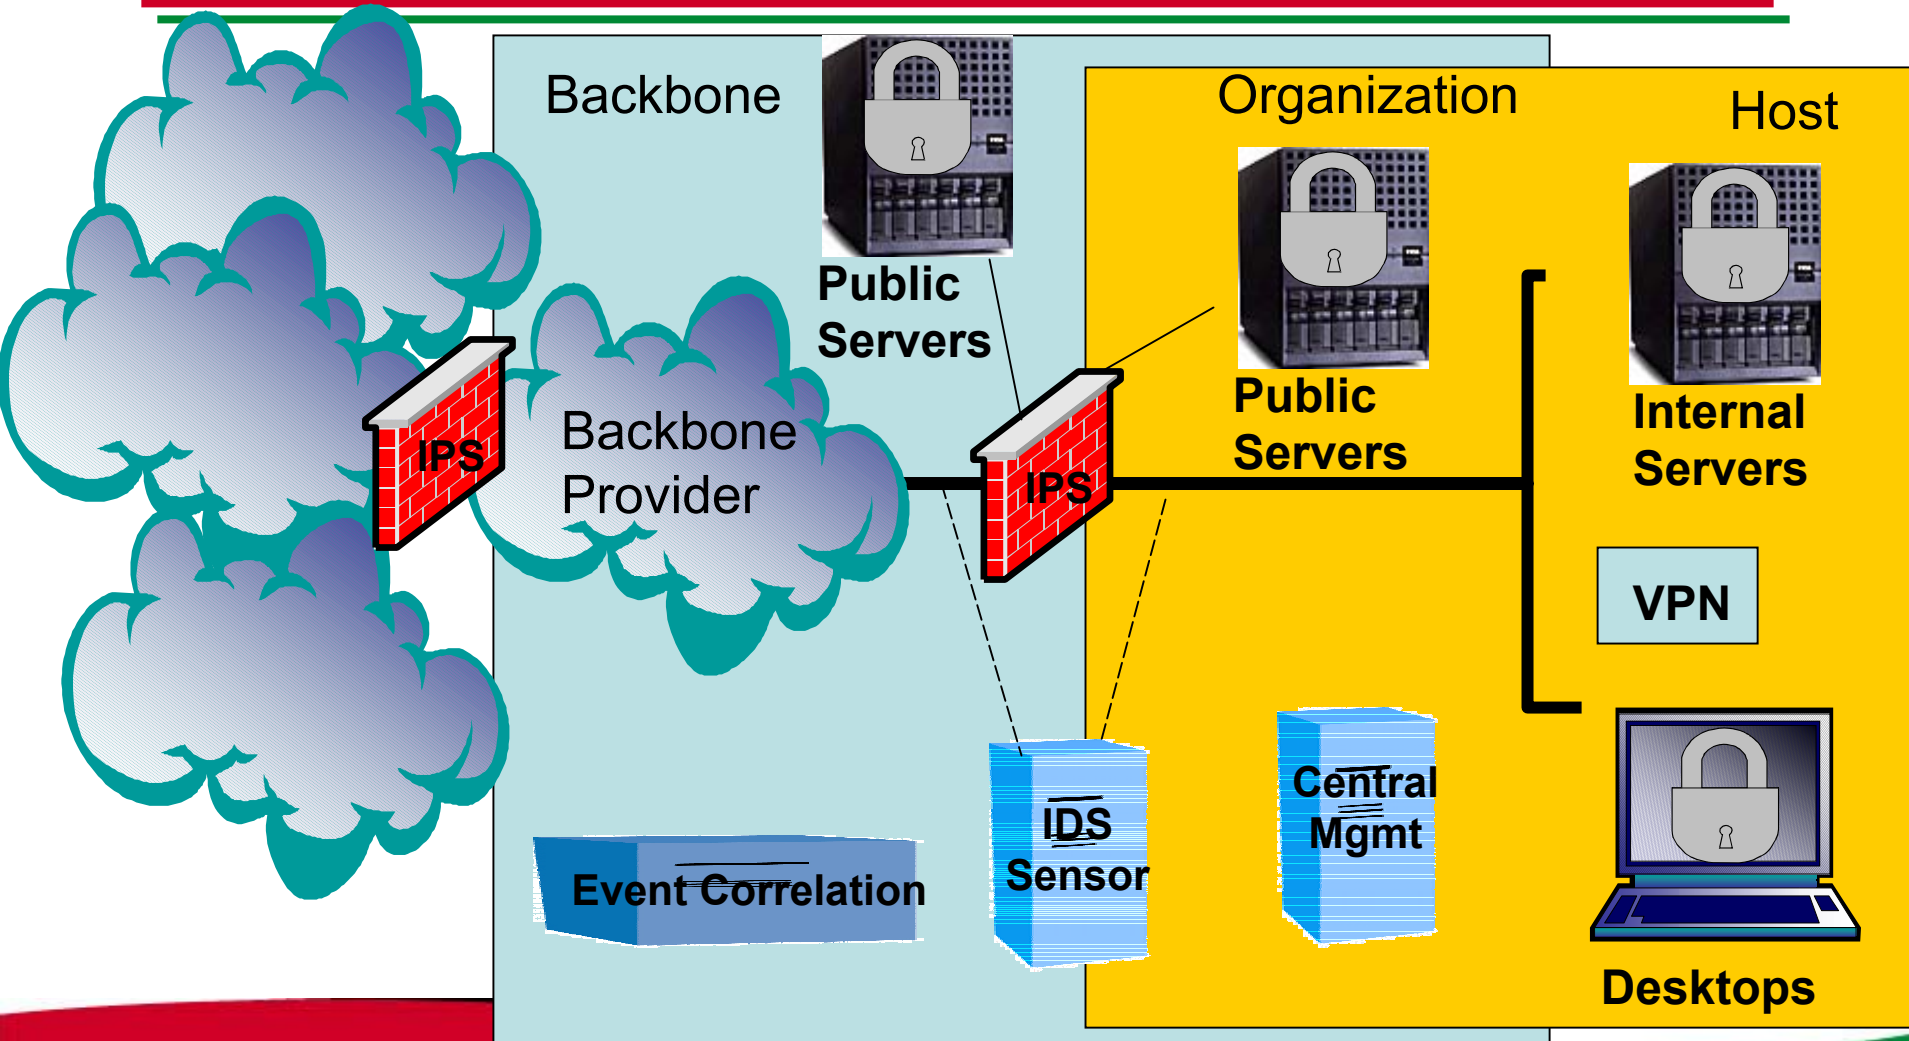 Backbone
Organization
Host
Public
Servers
Public
Servers
Internal
Servers
IPS
Backbone
Provider
IPS
VPN
Central
Mgmt
IDS
Sensor
Event Correlation
Desktops